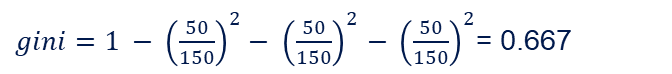 gini = 1 − (50/150)² − (50/150)² − (50/150)² = 0.667